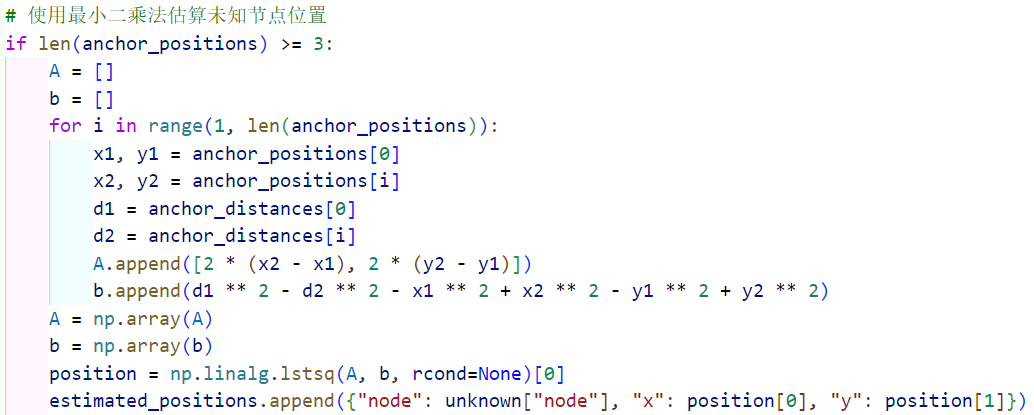 # 使用最小二乘法估算未知节点位置
if len(anchor_positions) >= 3:
    A = []
    b = []
    for i in range(1, len(anchor_positions)):
        x1, y1 = anchor_positions[0]
        x2, y2 = anchor_positions[i]
        d1 = anchor_distances[0]
        d2 = anchor_distances[i]
        A.append([2 * (x2 - x1), 2 * (y2 - y1)])
        b.append(d1 ** 2 - d2 ** 2 - x1 ** 2 + x2 ** 2 - y1 ** 2 + y2 ** 2)
    A = np.array(A)
    b = np.array(b)
    position = np.linalg.lstsq(A, b, rcond=None)[0]
    estimated_positions.append({"node": unknown["node"], "x": position[0], "y": position[1]})